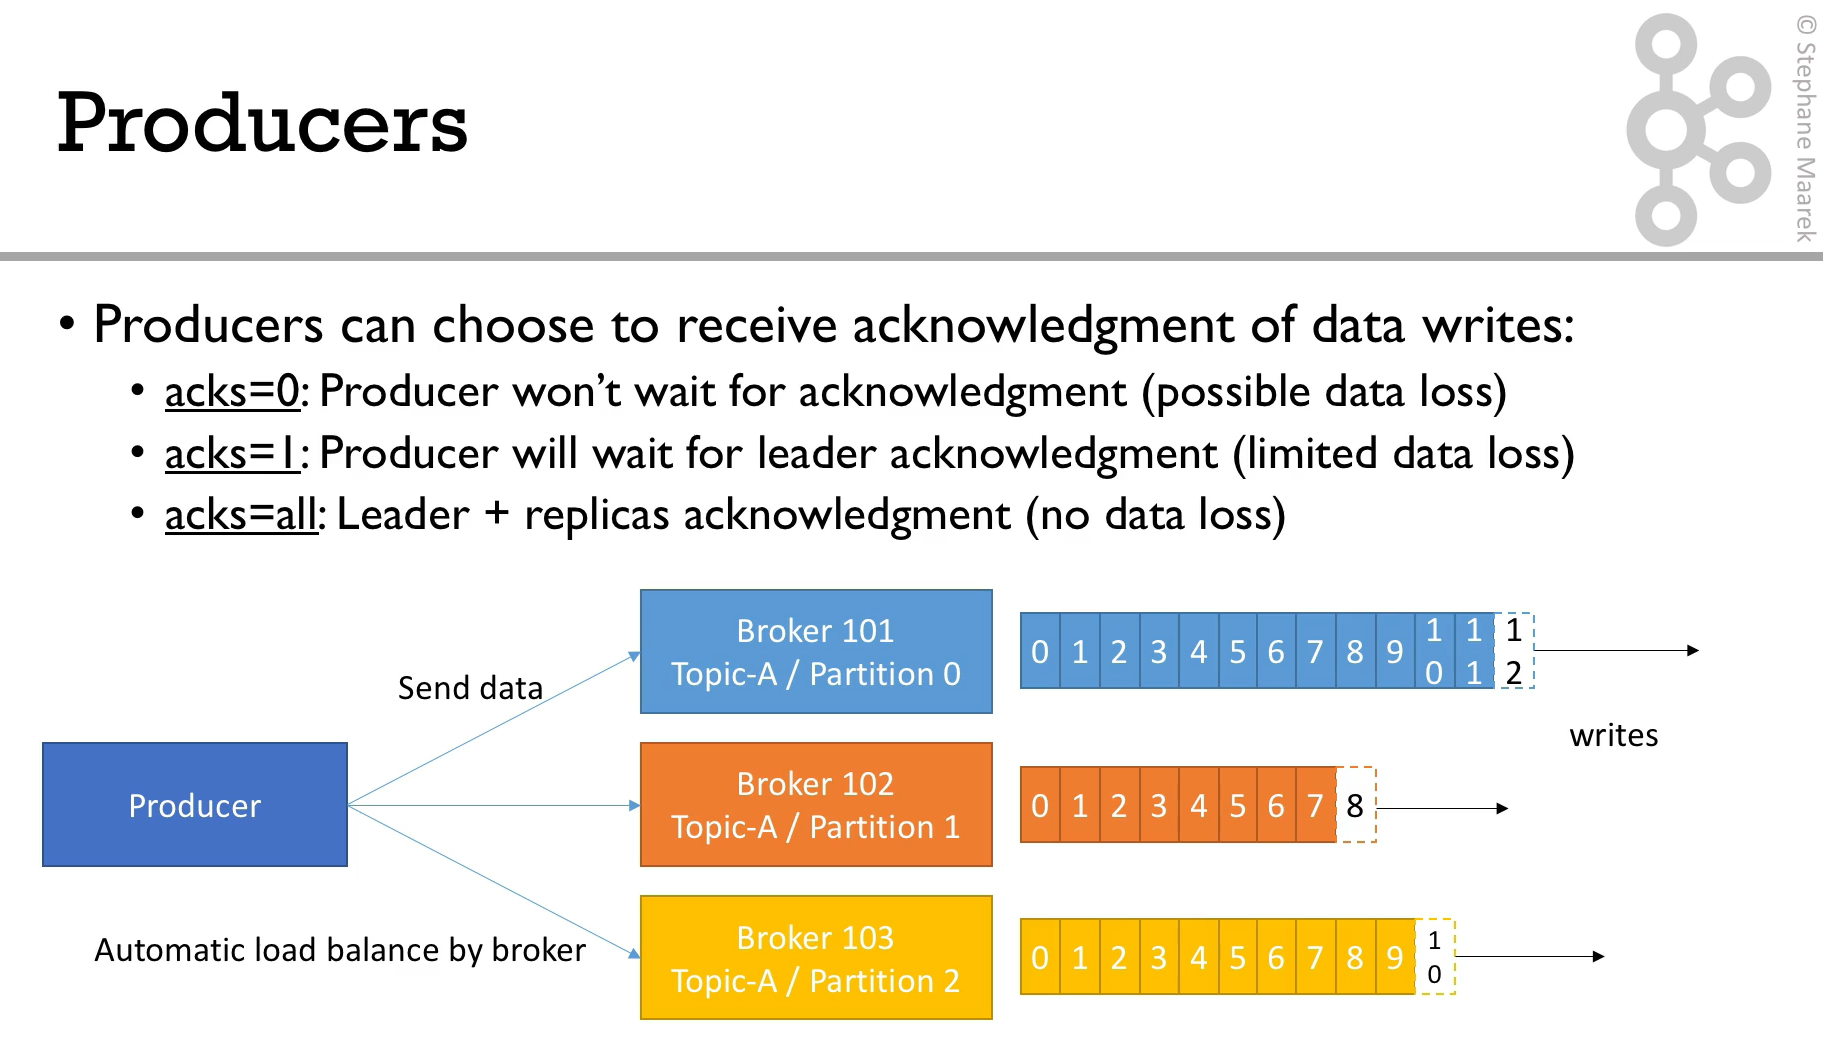 © Stephane Maarek
Producers
• Producers can choose to receive acknowledgment of data writes:
• acks=0: Producer won’t wait for acknowledgment (possible data loss)
• acks=1: Producer will wait for leader acknowledgment (limited data loss)
• acks=all: Leader + replicas acknowledgment (no data loss)
Send data
Producer
Automatic load balance by broker
Broker 101
Topic-A / Partition 0
0 1 2 3 4 5 6 7 8 9 10 11 12
writes
Broker 102
Topic-A / Partition 1
0 1 2 3 4 5 6 7 8
Broker 103
Topic-A / Partition 2
0 1 2 3 4 5 6 7 8 9 10